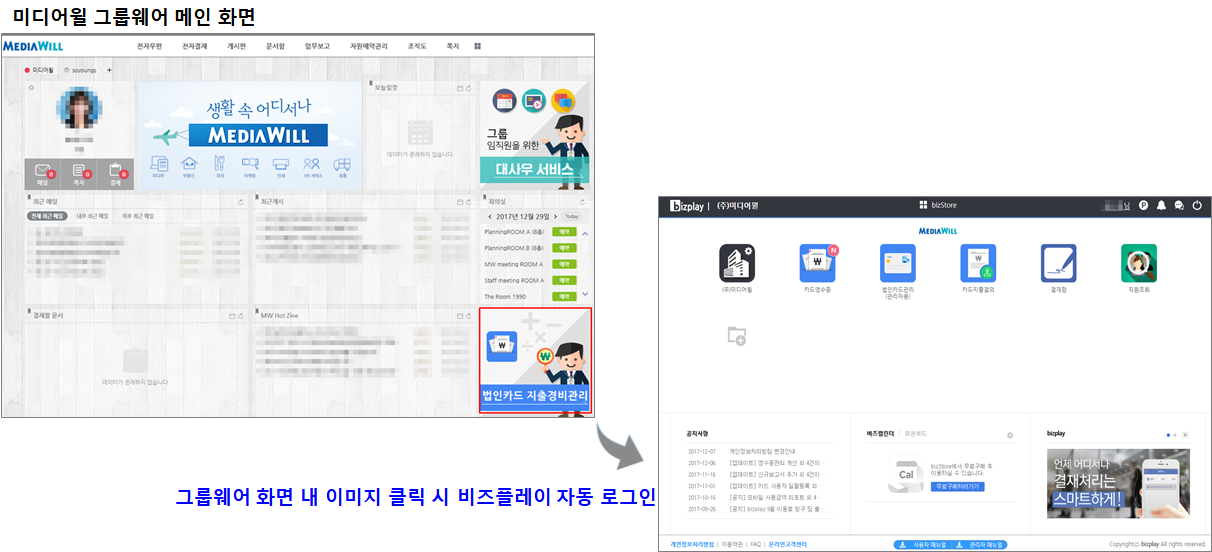 미디어윌 그룹웨어 메인 화면
MEDIAWILL
전자우편 전자결재 게시판 문서함 업무보고 자원예약관리 조직도 쪽지
미디어윌 soyoungs +
생활 속 어디서나
MEDIAWILL
미디어 부동산 외식 마케팅 인쇄 HR 서비스 유통
메일 0 쪽지 0 결재 0
오늘일정
데이터가 존재하지 않습니다.
그룹
임직원을 위한
대사우 서비스
최근 메일
전체 최근 메일 내부 최근 메일 외부 최근 메일
최근게시
회의실
< 2017년 12월 29일 > Today
PlanningROOM A (8층) 예약
PlanningROOM B (8층) 예약
MW meeting ROOM A 예약
Staff meeting ROOM A 예약
The Room 1990 예약
결재할 문서
데이터가 존재하지 않습니다.
MW Hot Zine
법인카드 지출경비관리
그룹웨어 화면 내 이미지 클릭 시 비즈플레이 자동 로그인
bizplay | (주)미디어윌
bizStore
님
MEDIAWILL
(주)미디어윌
카드영수증
법인카드관리
(관리자용)
카드지출결의
결재함
직원조회
공지사항
2017-12-07 개인정보처리방침 변경안내
2017-12-06 [업데이트] 영수증관리 개선 외 4건이…
2017-11-16 [업데이트] 신규보고서 추가 외 8건이…
2017-11-01 [업데이트] 카드 사용자 일괄등록 외…
2017-10-16 [공지] 모바일 사용금액 리포트 외 4…
2017-09-26 [공지] bizplay 9월 이용료 청구 및 출…
비즈캘린더 | 모은보드
Cal
bizStore에서 무료구매 후
이용하실 수 있습니다.
무료구매하러가기
bizplay
언제 어디서나
결재처리는
스마트하게!
개인정보처리방침 | 이용약관 | FAQ | 온라인고객센터
사용자 매뉴얼 관리자 매뉴얼
Copyright(c) bizplay All rights reserved.